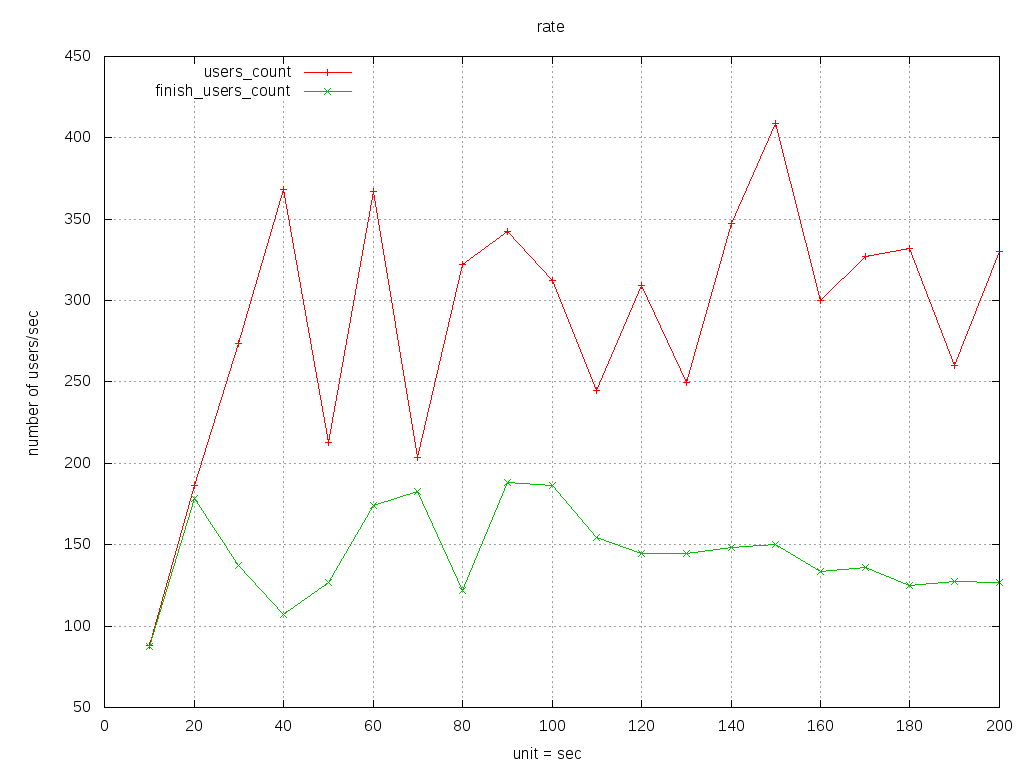 rate
450
users_count
finish_users_count
400
350
300
250
200
150
100
50
number of users/sec
0 20 40 60 80 100 120 140 160 180 200
unit = sec